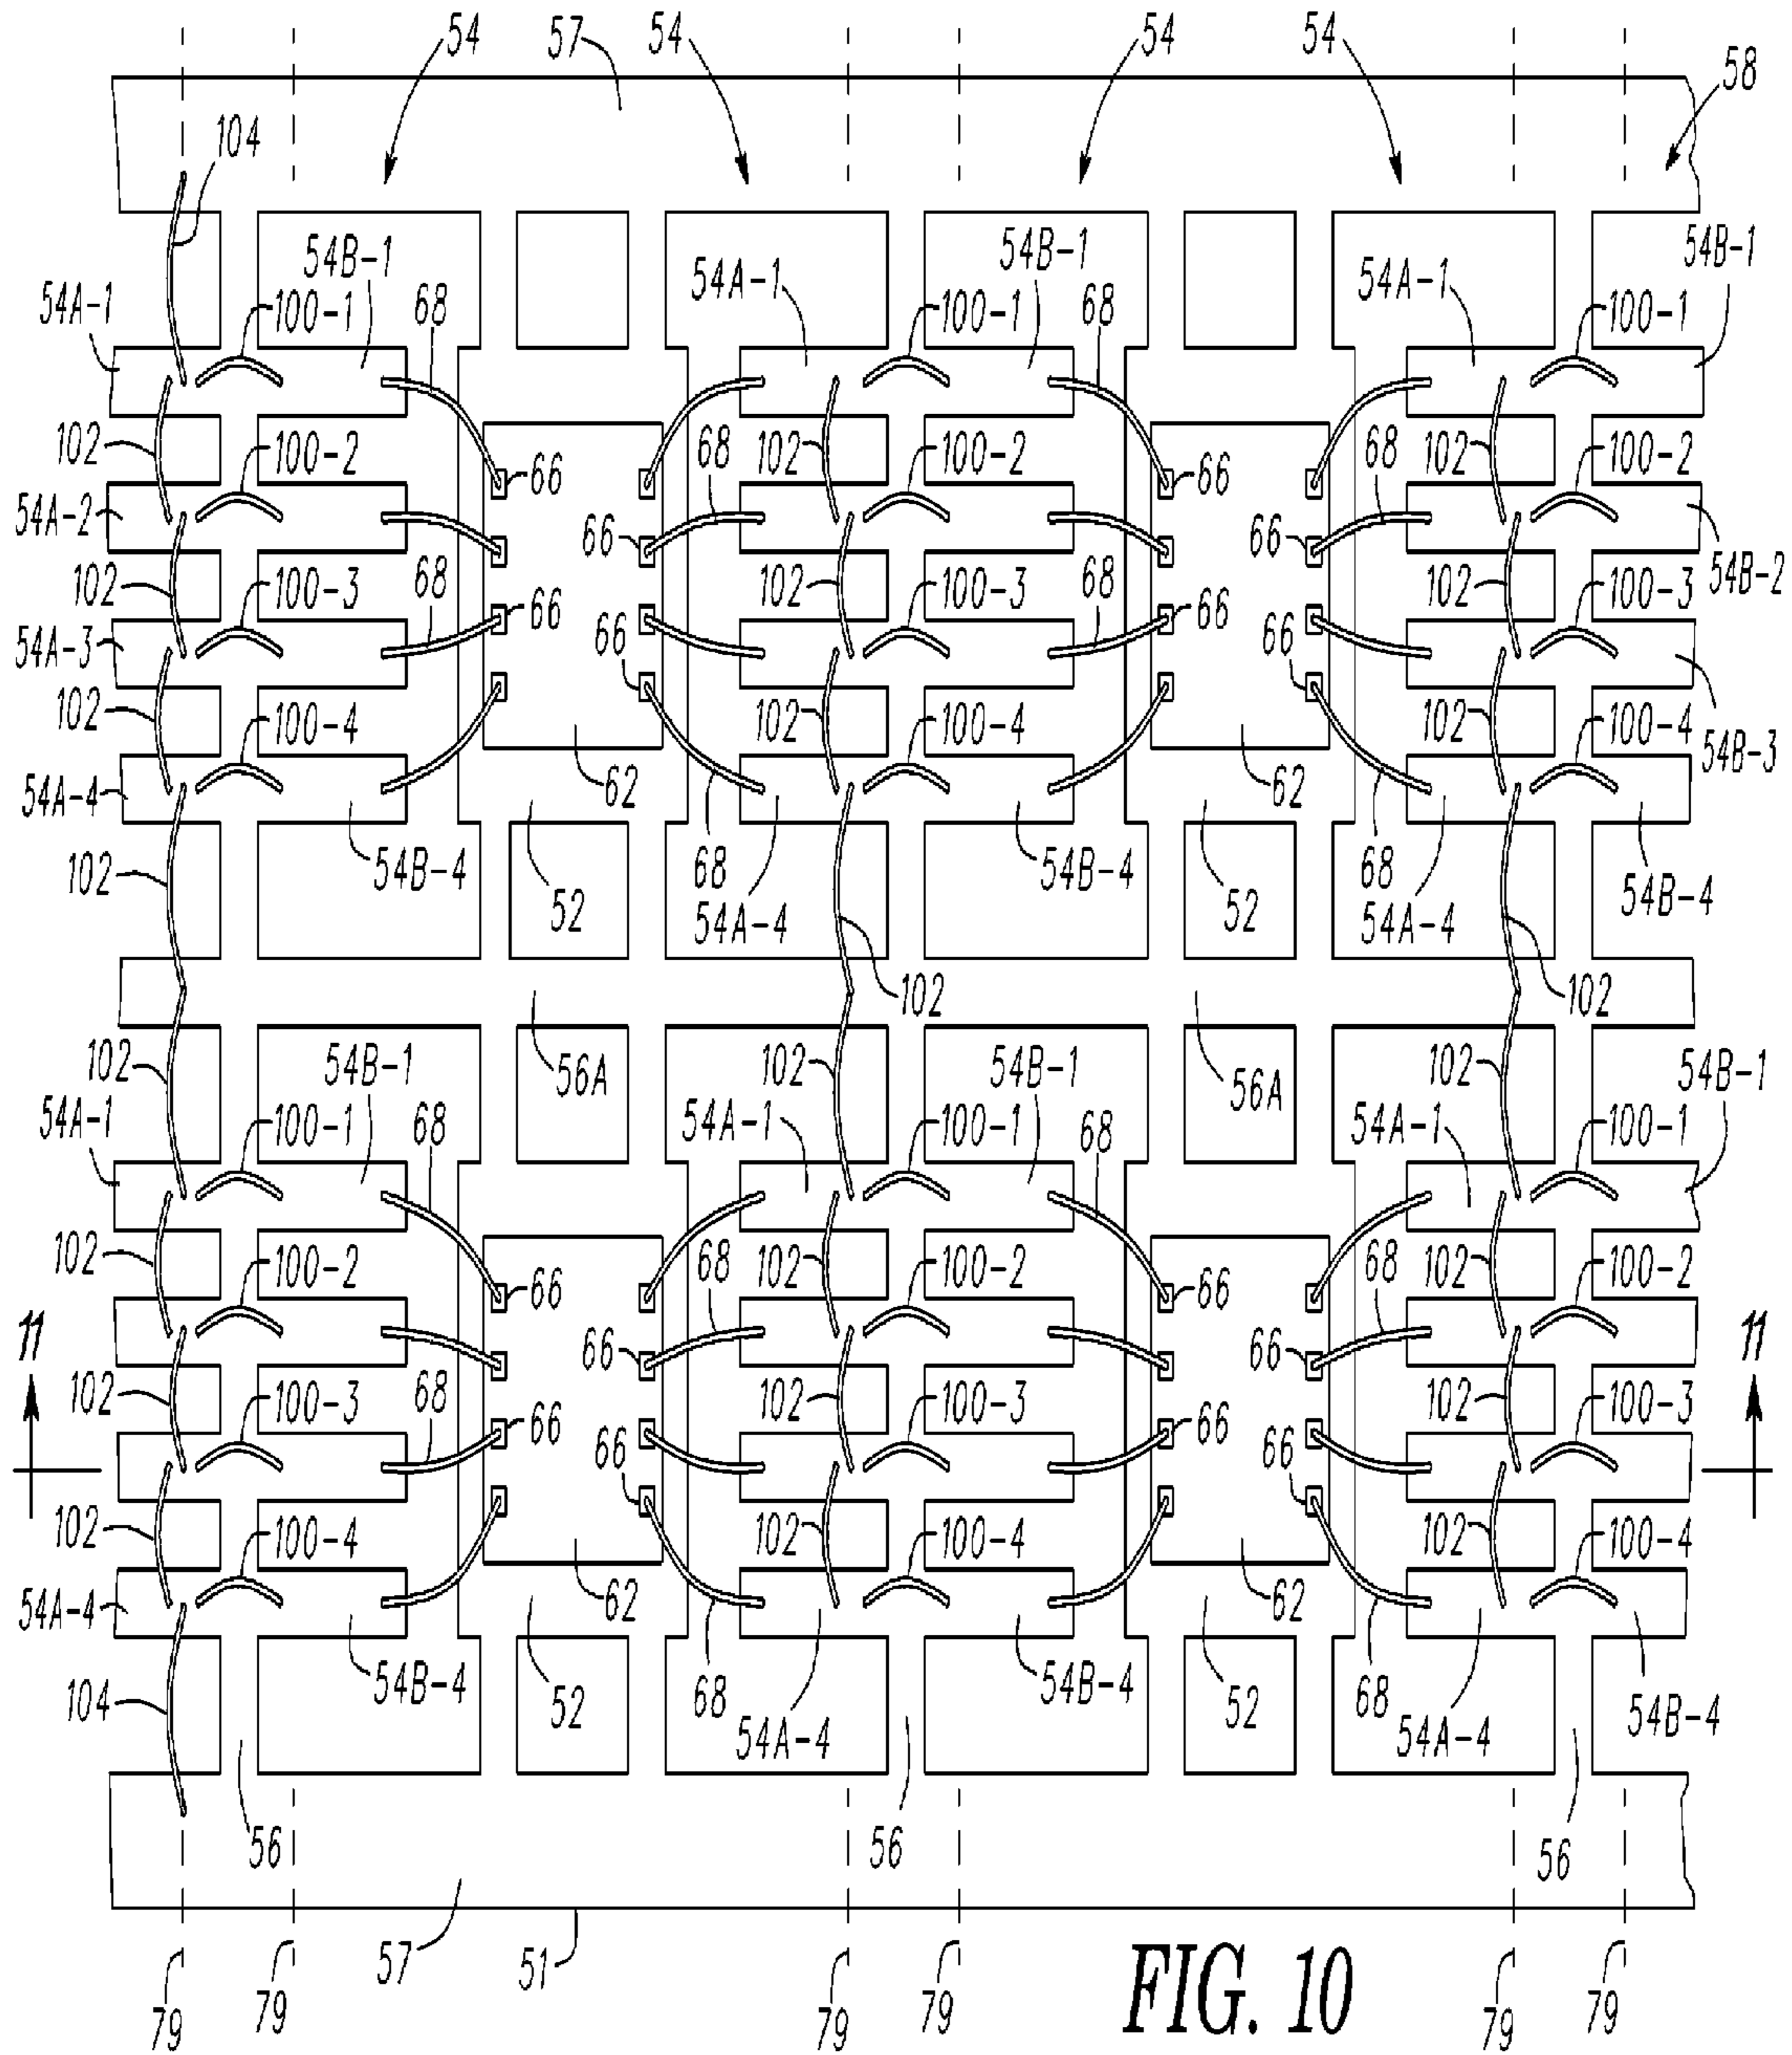 54 57 54 54 54 58
104
54B-1 54A-1 54B-1 54A-1 54B-1
54A-1 100-1 68 100-1 68 100-1
102 100-2 66 68 102 100-2 66 68 102 100-2
54A-2 66 66
102 100-3 68 66 102 100-3 68 66 102 100-3 54B-2
54A-3 66 66
102 100-4 102 100-4 102 100-4 54B-3
54A-4 62 62
102 54B-4 52 68 54A-4 54B-4 52 68 54A-4 54B-4
102 102
102 54B-1 56A 102 54B-1 56A 102 54B-1
54A-1 100-1 68 54A-1 100-1 68 54A-1 100-1
102 100-2 66 68 102 100-2 66 68 102 100-2
11 66 66 11
102 100-3 68 66 102 100-3 66 102 100-3
66 66
102 100-4 102 100-4 102 100-4
54A-4 62 62
104 54B-4 52 68 54A-4 54B-4 52 68 54A-4 54B-4
56 56 56
57 51
79 79 79 79 79 79
FIG. 10